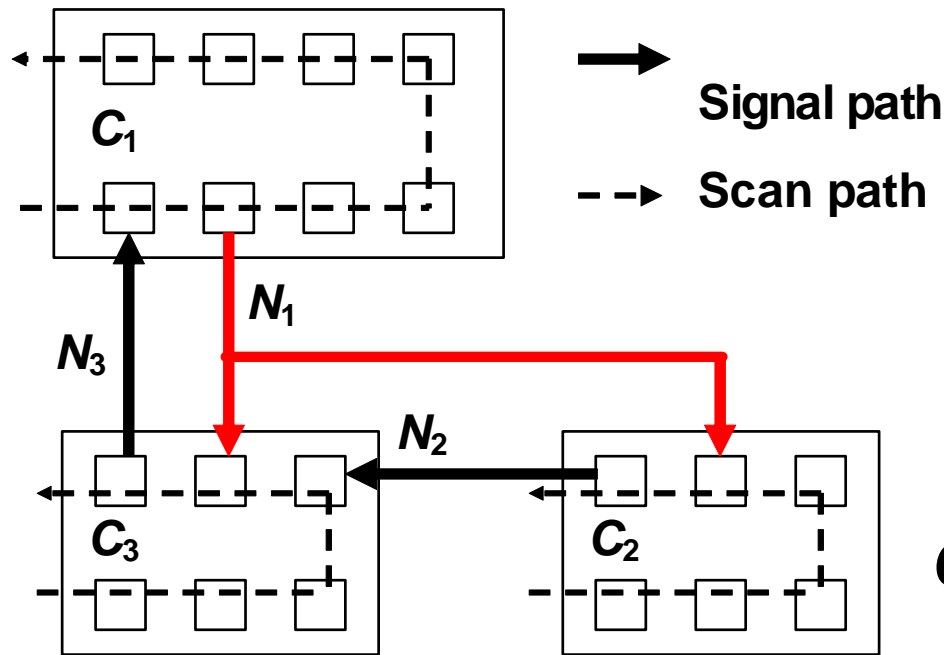 C₁
Signal path
Scan path
N₁
N₃
N₂
C₃
C₂